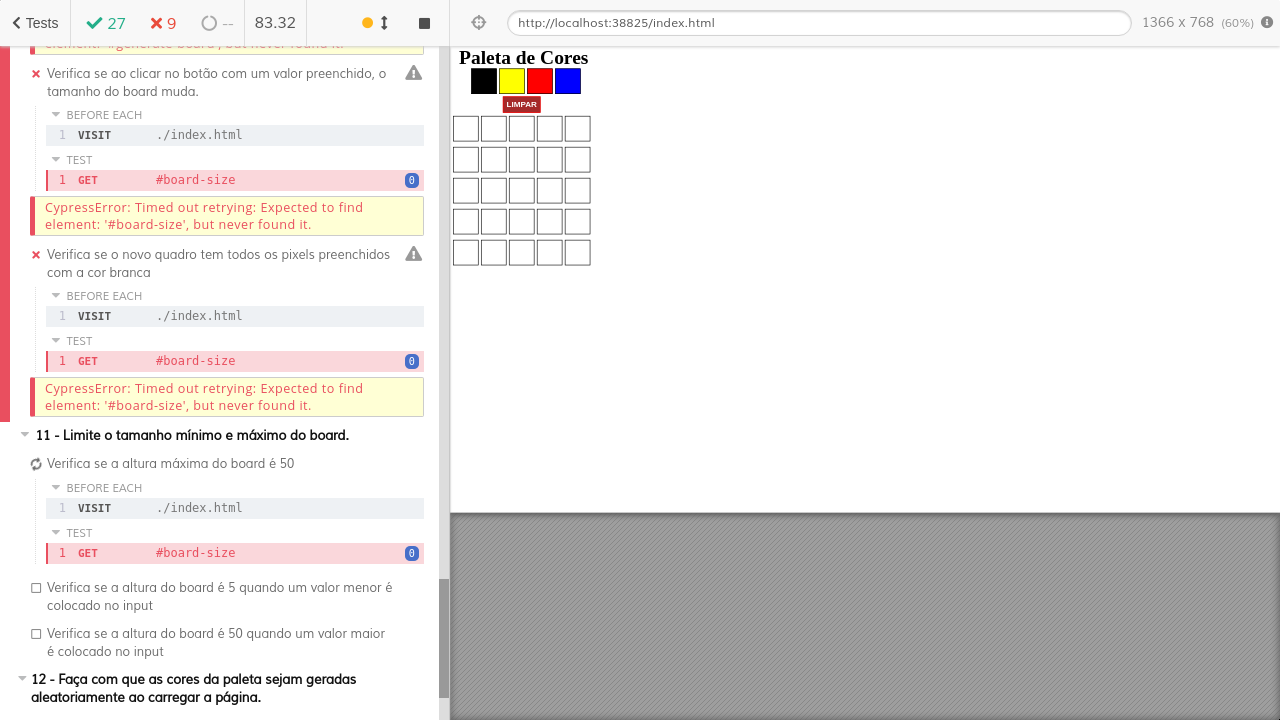 Tests
27
9
--
83.32
http://localhost:38825/index.html
1366 x 768 (60%)
element: '#generate-board', but never found it.
Verifica se ao clicar no botão com um valor preenchido, o
tamanho do board muda.
BEFORE EACH
1 VISIT ./index.html
TEST
1 GET #board-size 0
CypressError: Timed out retrying: Expected to find
element: '#board-size', but never found it.
Verifica se o novo quadro tem todos os pixels preenchidos
com a cor branca
BEFORE EACH
1 VISIT ./index.html
TEST
1 GET #board-size 0
CypressError: Timed out retrying: Expected to find
element: '#board-size', but never found it.
11 - Limite o tamanho mínimo e máximo do board.
Verifica se a altura máxima do board é 50
BEFORE EACH
1 VISIT ./index.html
TEST
1 GET #board-size 0
Verifica se a altura do board é 5 quando um valor menor é
colocado no input
Verifica se a altura do board é 50 quando um valor maior
é colocado no input
12 - Faça com que as cores da paleta sejam geradas
aleatoriamente ao carregar a página.
Paleta de Cores
LIMPAR